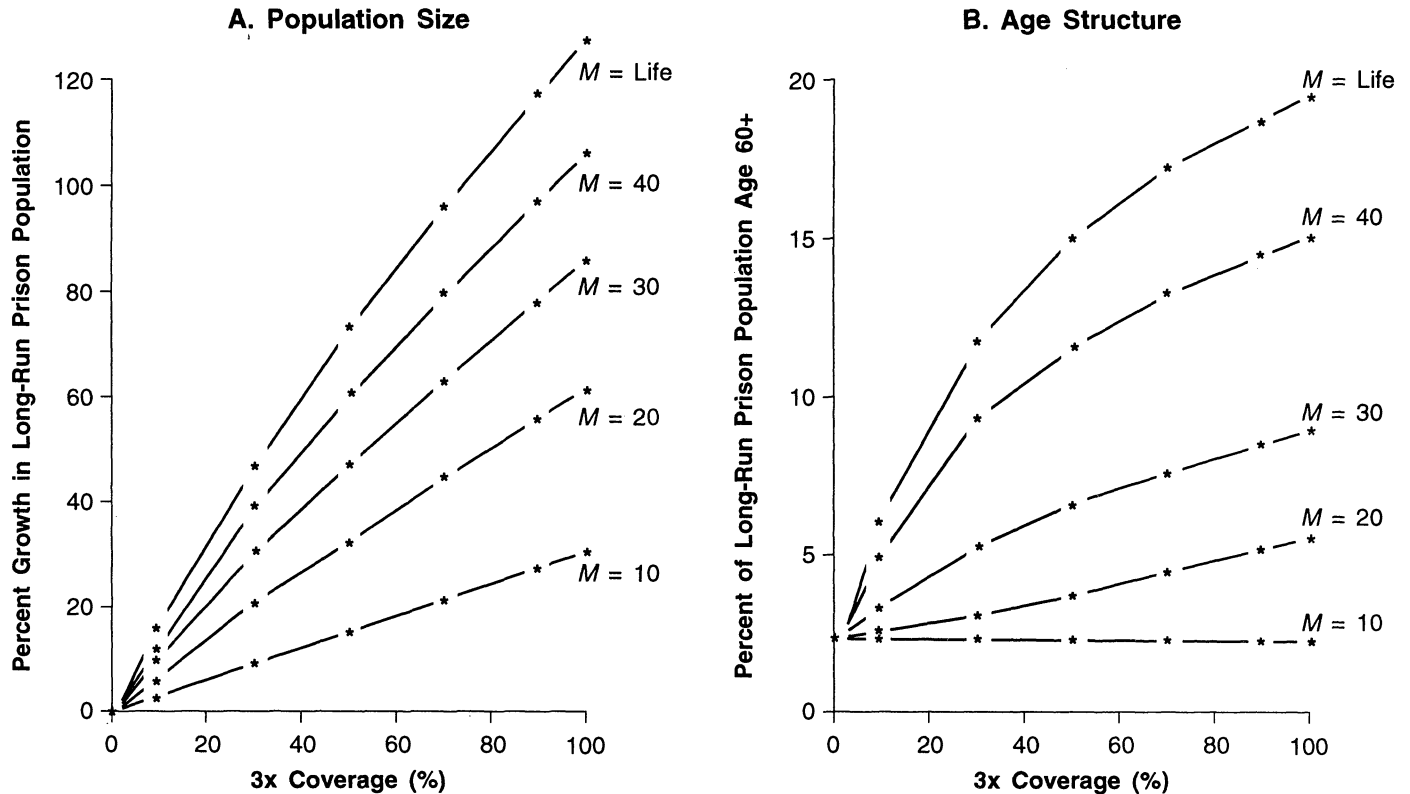 A. Population Size
Percent Growth in Long-Run Prison Population
120
100
80
60
40
20
0
M = Life
M = 40
M = 30
M = 20
M = 10
0 20 40 60 80 100
3x Coverage (%)
B. Age Structure
Percent of Long-Run Prison Population Age 60+
20
15
10
5
0
M = Life
M = 40
M = 30
M = 20
M = 10
0 20 40 60 80 100
3x Coverage (%)